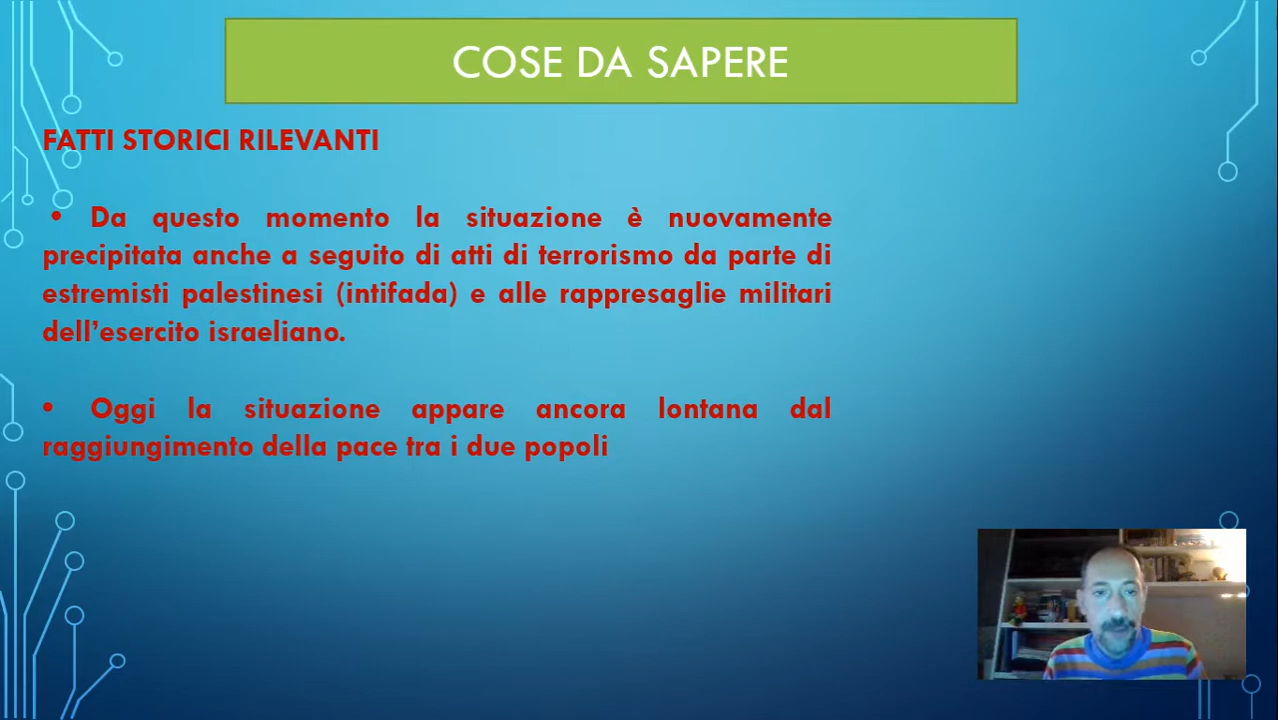 COSE DA SAPERE
FATTI STORICI RILEVANTI
• Da questo momento la situazione è nuovamente
precipitata anche a seguito di atti di terrorismo da parte di
estremisti palestinesi (intifada) e alle rappresaglie militari
dell’esercito israeliano.
• Oggi la situazione appare ancora lontana dal
raggiungimento della pace tra i due popoli